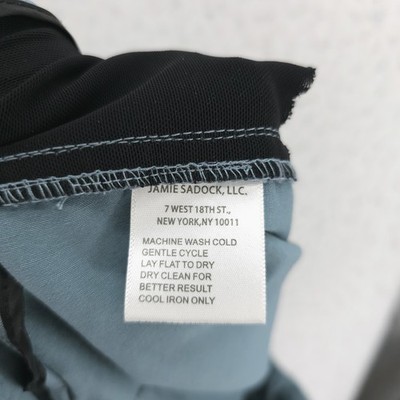 JAMIE SADOCK, LLC.
7 WEST 18TH ST.,
NEW YORK,NY 10011
MACHINE WASH COLD
GENTLE CYCLE
LAY FLAT TO DRY
DRY CLEAN FOR
BETTER RESULT
COOL IRON ONLY